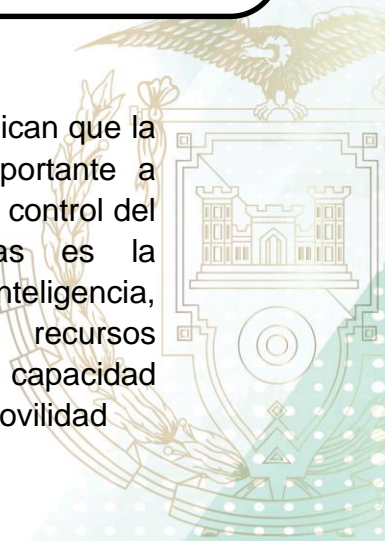 ican que la
portante a
control del
as es la
nteligencia,
recursos
capacidad
ovilidad